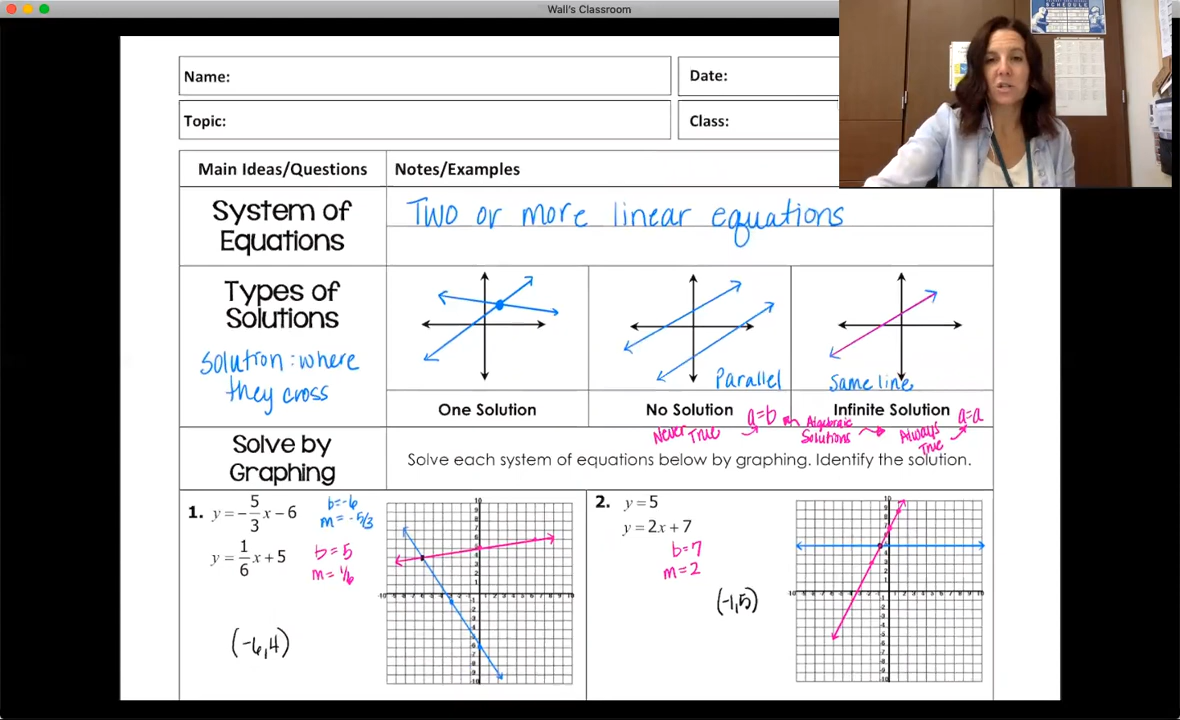 Wall's Classroom
SCHEDULE
Name:
Date:
Topic:
Class:
Main Ideas/Questions
Notes/Examples
System of
Equations
Two or more linear equations
Types of
Solutions
Solution: where
they cross
Parallel
Same line
One Solution
No Solution
Infinite Solution
Never True
a=b
Algebraic
Solutions
Always
True
a=a
Solve by
Graphing
Solve each system of equations below by graphing. Identify the solution.
1. y = -5/3 x - 6
b=-6
m = -5/3
y = 1/6 x + 5
b = 5
m = 1/6
(-6,4)
2. y = 5
y = 2x + 7
b=7
m = 2
(-1,5)